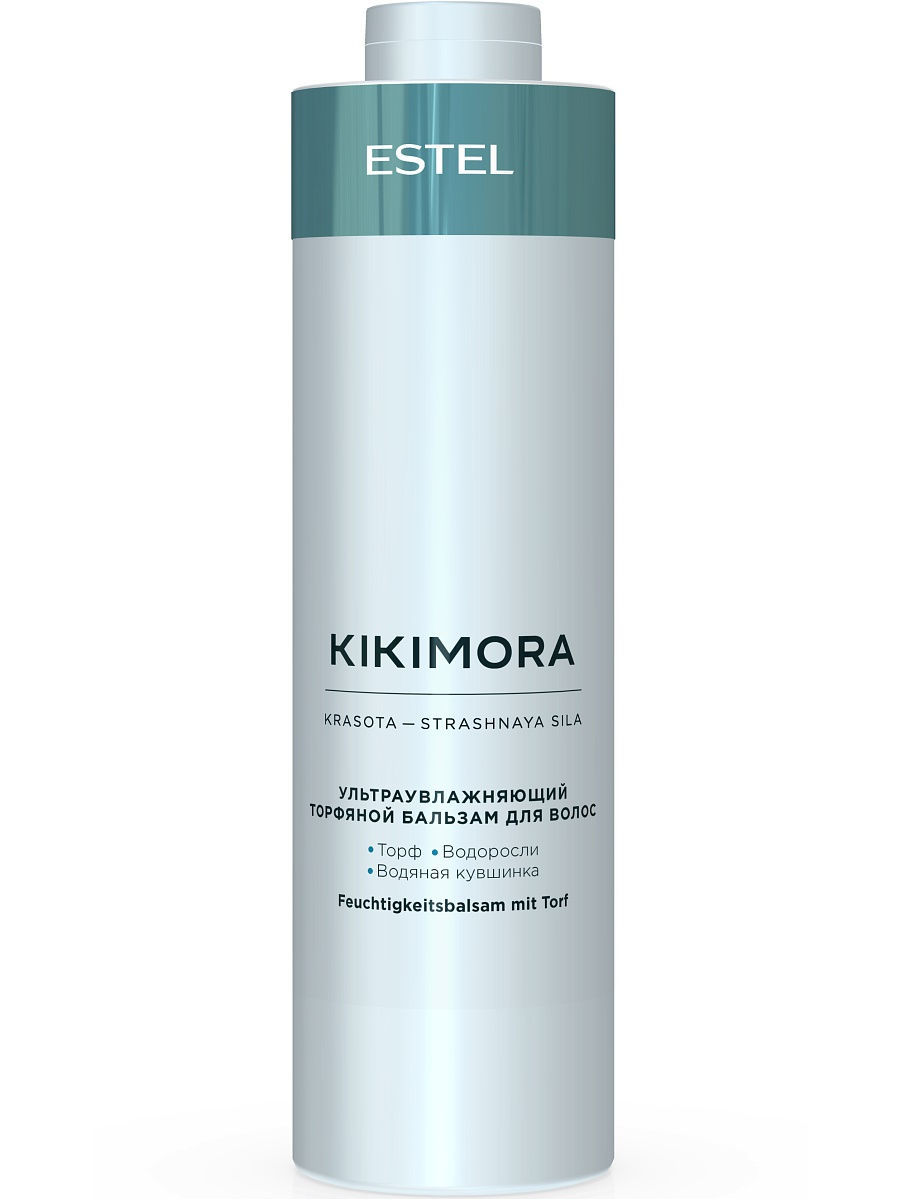 ESTEL
KIKIMORA
KRASOTA — STRASHNAYA SILA
УЛЬТРАУВЛАЖНЯЮЩИЙ
ТОРФЯНОЙ БАЛЬЗАМ ДЛЯ ВОЛОС
• Торф • Водоросли
• Водяная кувшинка
Feuchtigkeitsbalsam mit Torf